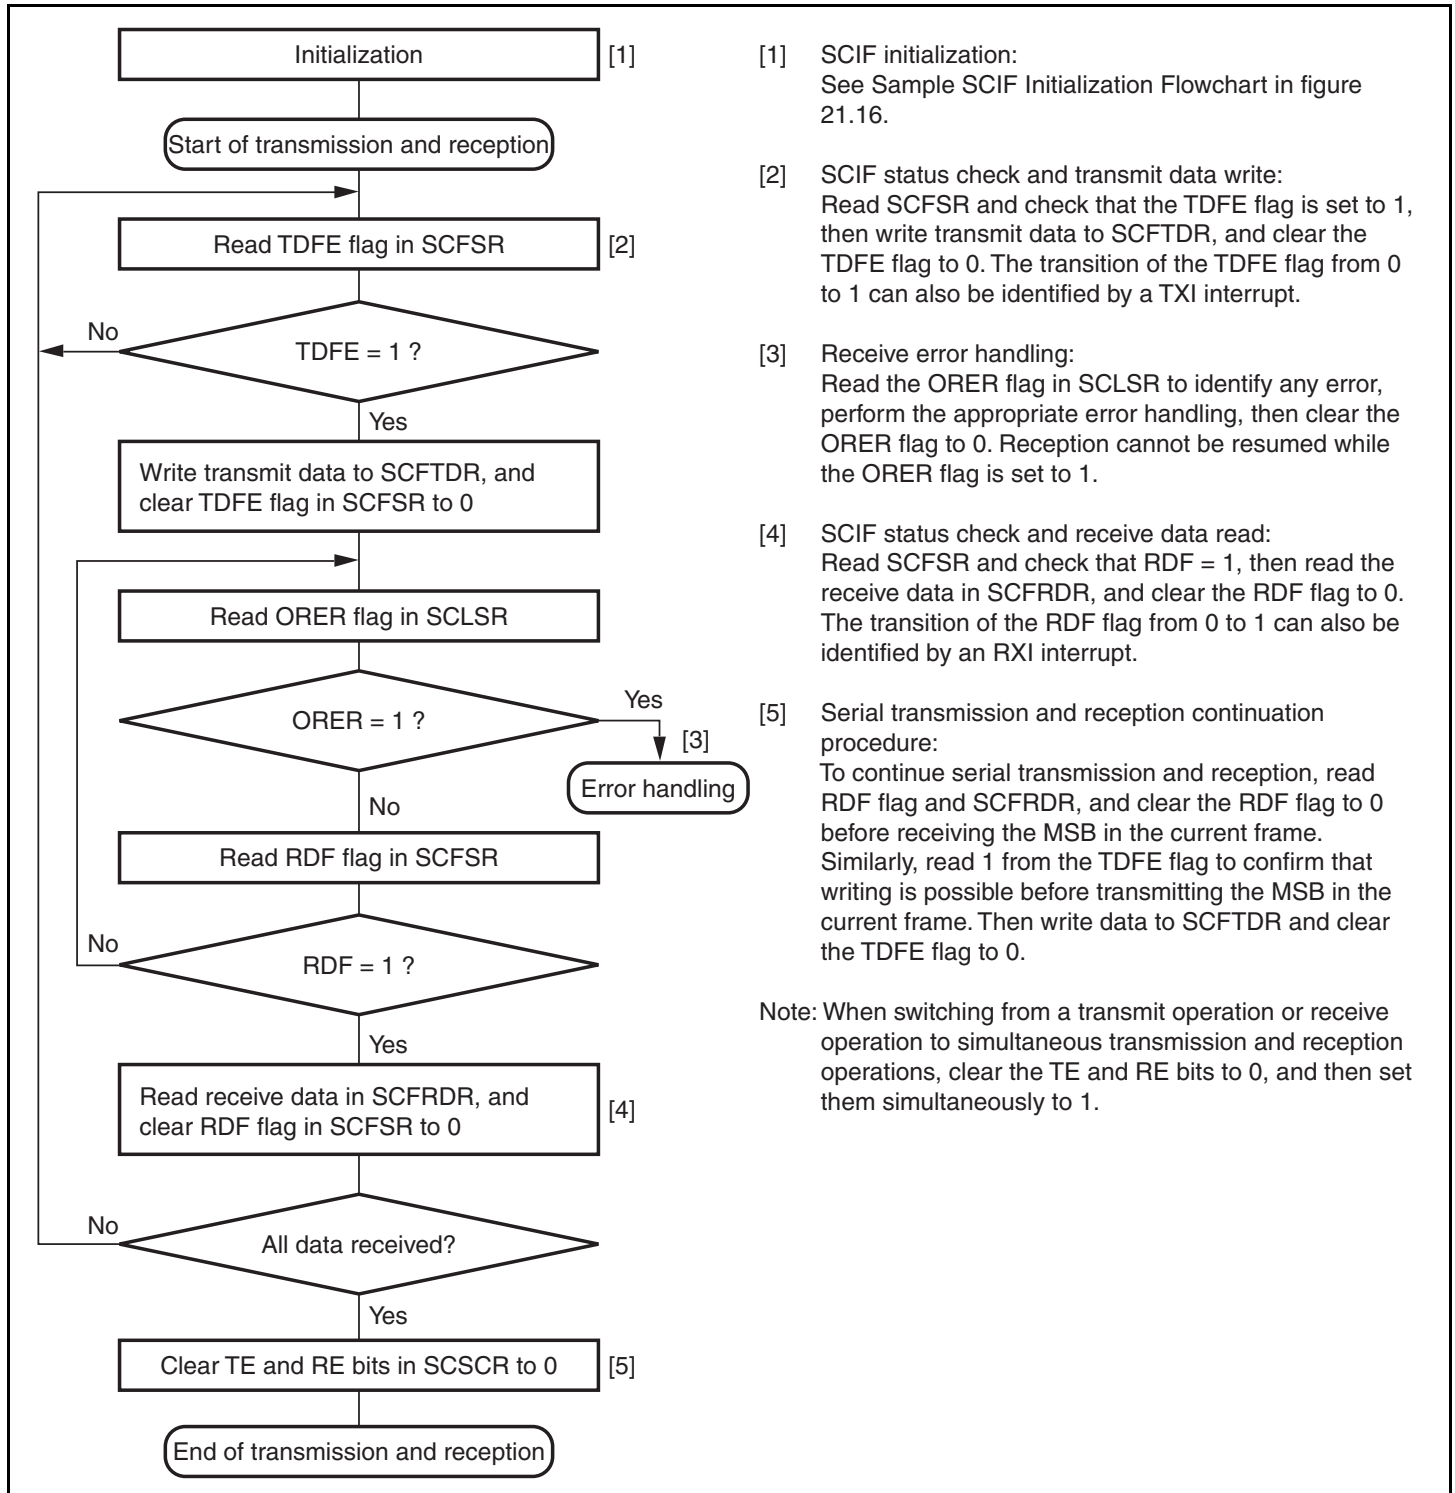 Initialization
[1]
Start of transmission and reception
Read TDFE flag in SCFSR
[2]
No
TDFE = 1 ?
Yes
Write transmit data to SCFTDR, and
clear TDFE flag in SCFSR to 0
Read ORER flag in SCLSR
ORER = 1 ?
Yes
[3]
Error handling
No
Read RDF flag in SCFSR
No
RDF = 1 ?
Yes
Read receive data in SCFRDR, and
clear RDF flag in SCFSR to 0
[4]
No
All data received?
Yes
Clear TE and RE bits in SCSCR to 0
[5]
End of transmission and reception
[1] SCIF initialization:
See Sample SCIF Initialization Flowchart in figure
21.16.
[2] SCIF status check and transmit data write:
Read SCFSR and check that the TDFE flag is set to 1,
then write transmit data to SCFTDR, and clear the
TDFE flag to 0. The transition of the TDFE flag from 0
to 1 can also be identified by a TXI interrupt.
[3] Receive error handling:
Read the ORER flag in SCLSR to identify any error,
perform the appropriate error handling, then clear the
ORER flag to 0. Reception cannot be resumed while
the ORER flag is set to 1.
[4] SCIF status check and receive data read:
Read SCFSR and check that RDF = 1, then read the
receive data in SCFRDR, and clear the RDF flag to 0.
The transition of the RDF flag from 0 to 1 can also be
identified by an RXI interrupt.
[5] Serial transmission and reception continuation
procedure:
To continue serial transmission and reception, read
RDF flag and SCFRDR, and clear the RDF flag to 0
before receiving the MSB in the current frame.
Similarly, read 1 from the TDFE flag to confirm that
writing is possible before transmitting the MSB in the
current frame. Then write data to SCFTDR and clear
the TDFE flag to 0.
Note: When switching from a transmit operation or receive
operation to simultaneous transmission and reception
operations, clear the TE and RE bits to 0, and then set
them simultaneously to 1.